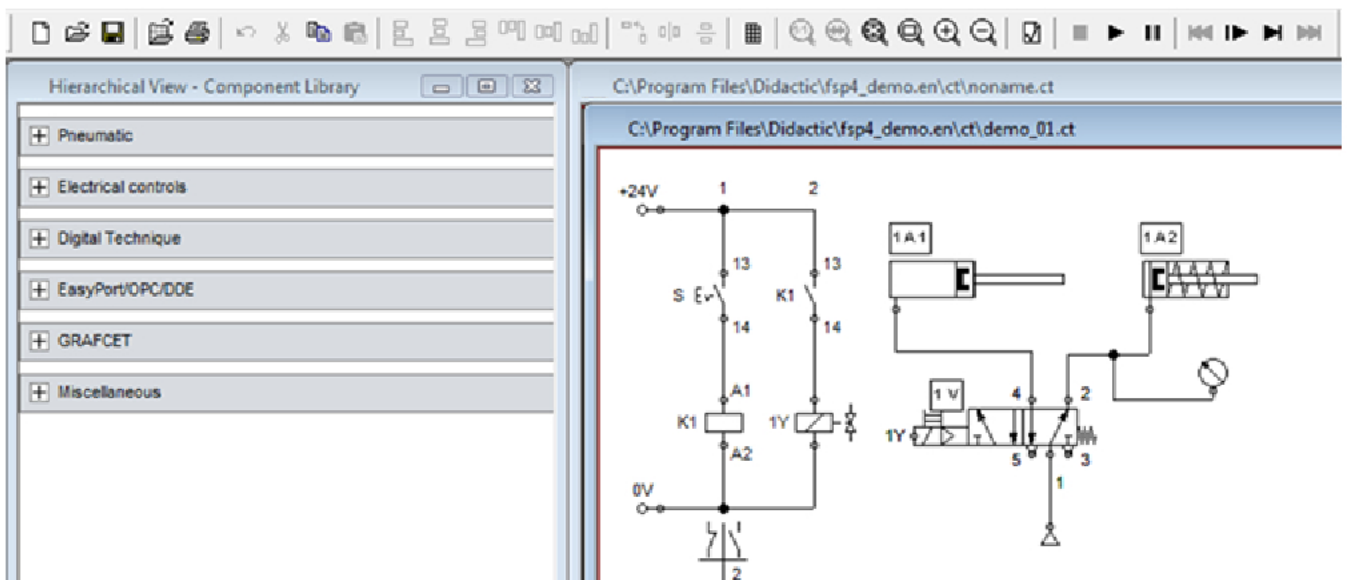 Hierarchical View - Component Library
Pneumatic
Electrical controls
Digital Technique
EasyPort/OPC/DDE
GRAFCET
Miscellaneous
C:\Program Files\Didactic\fsp4_demo.en\ct\noname.ct
C:\Program Files\Didactic\fsp4_demo.en\ct\demo_01.ct
+24V 1 2
1A1 1A2
13 13
S K1
14 14
A1 1V 4 2
K1 1Y 1Y
A2 5 3
0V 1
2